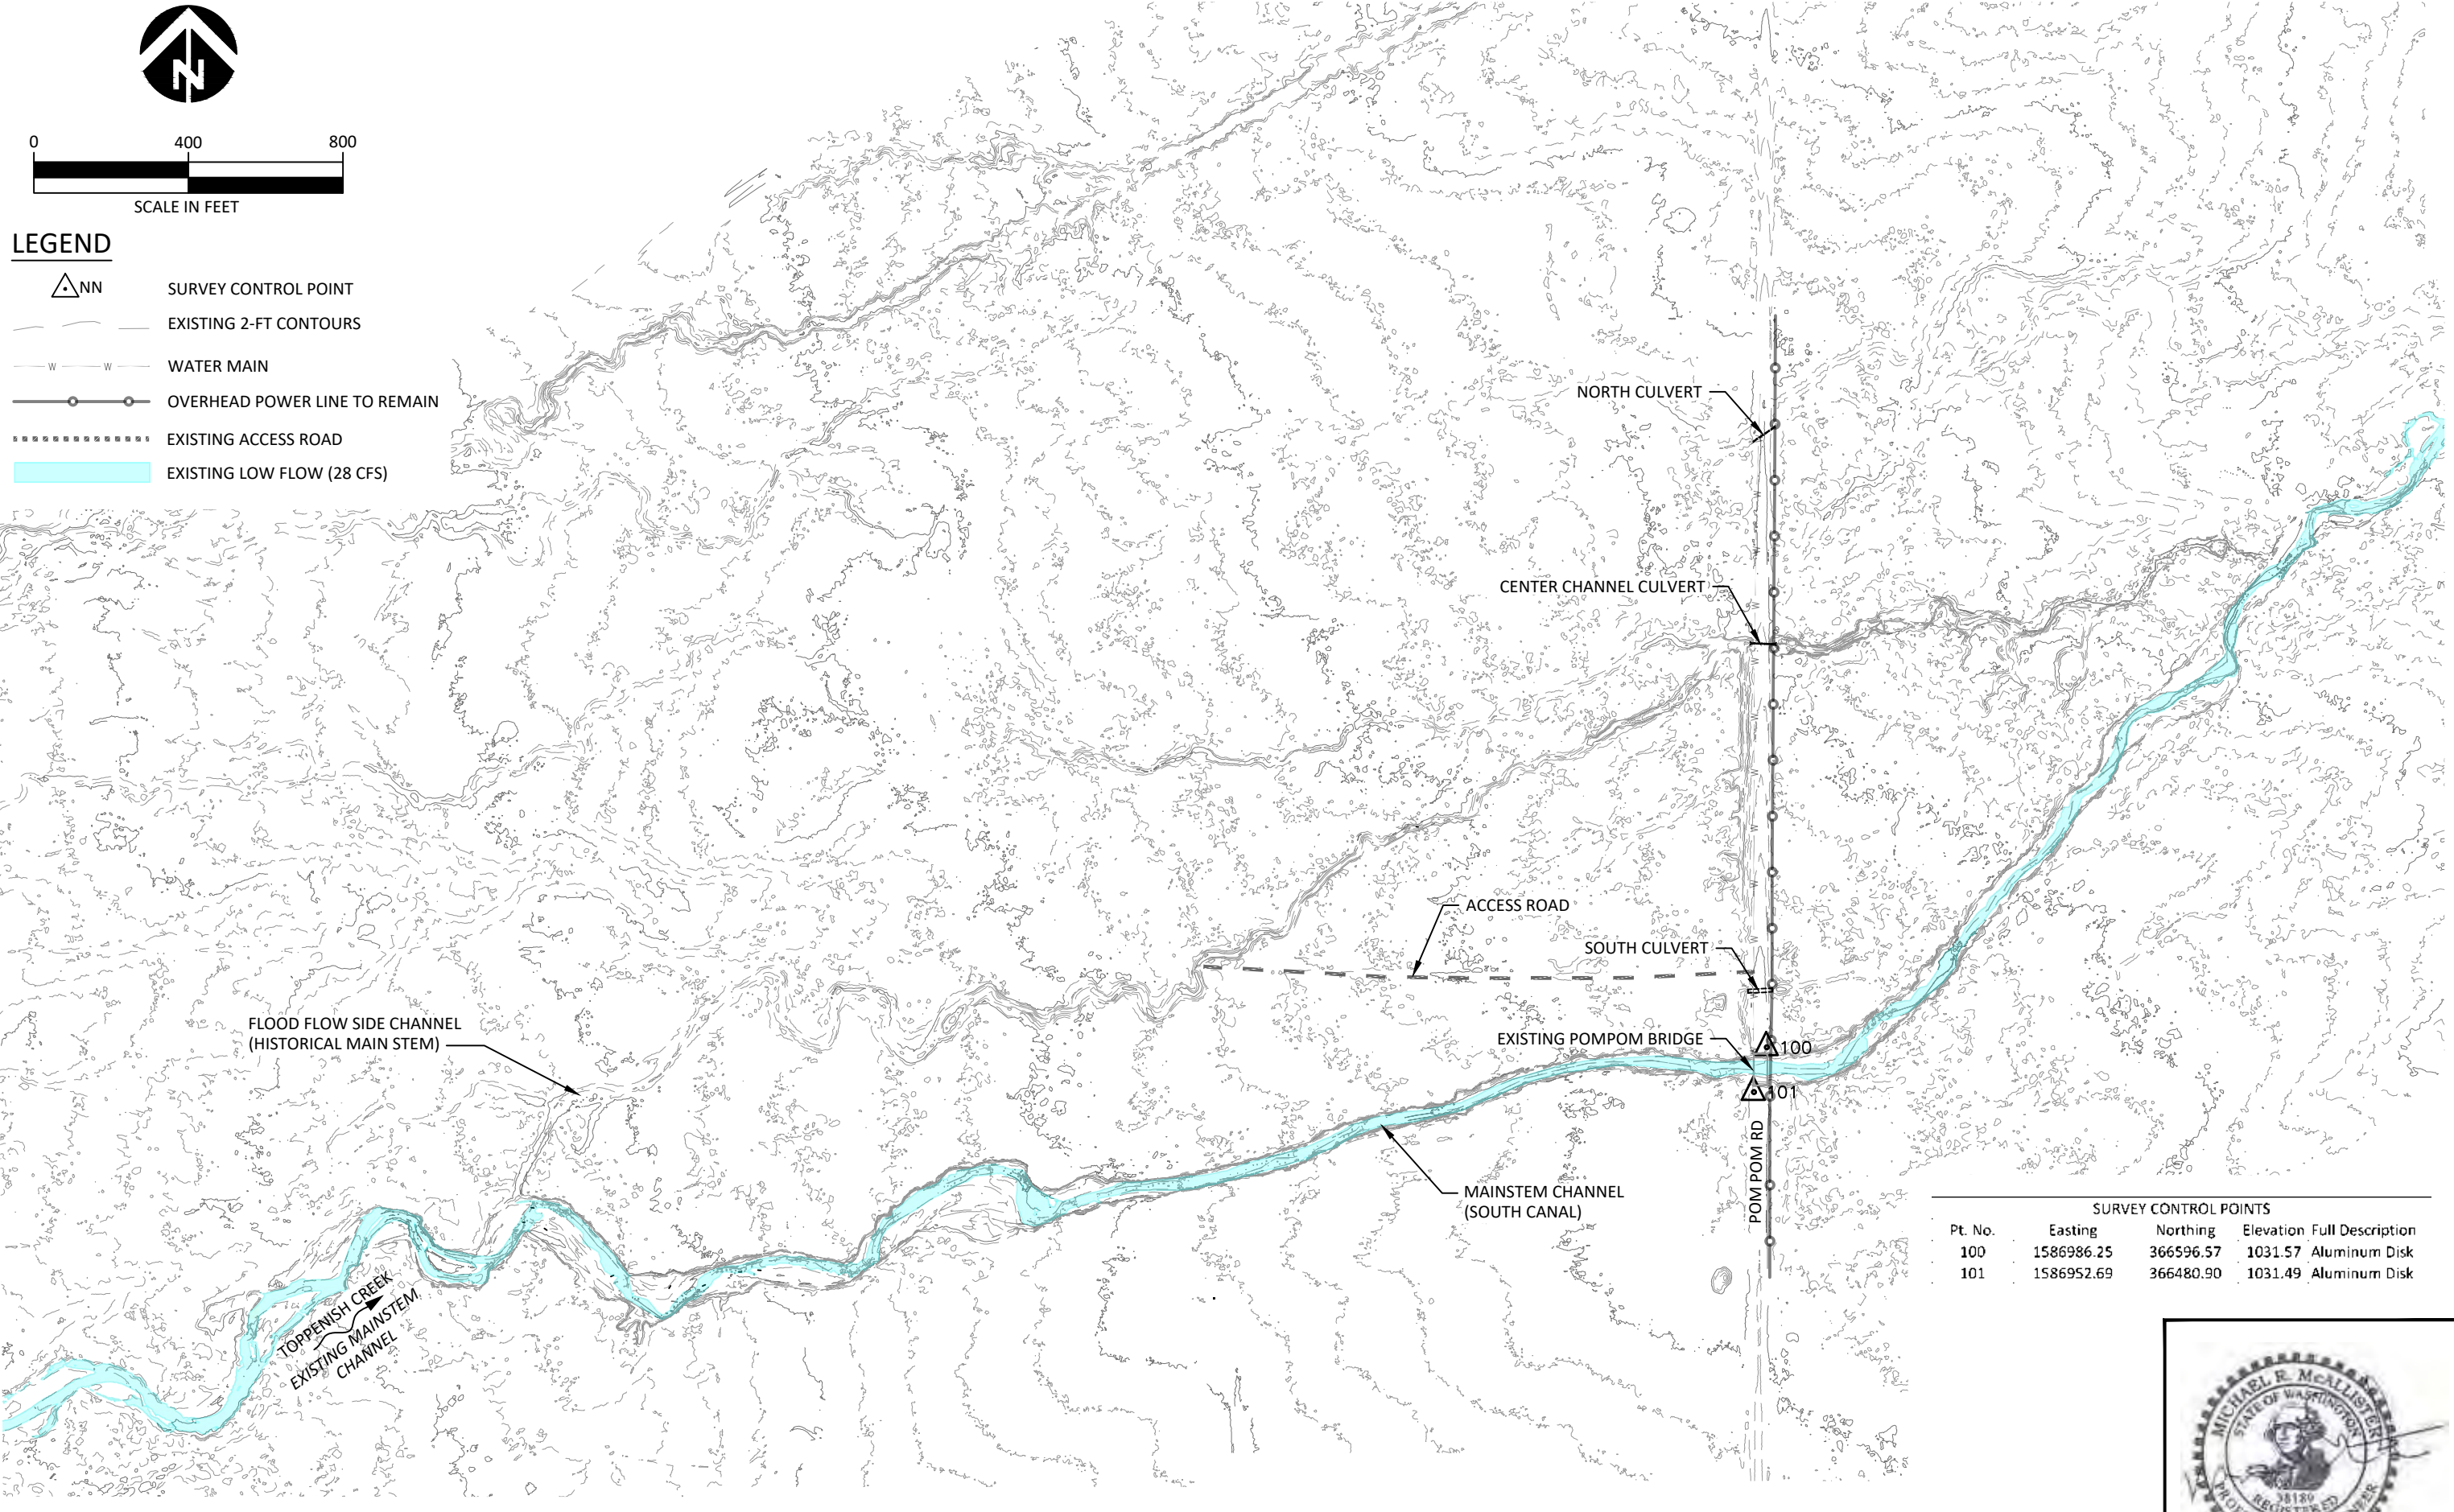 N
0 400 800
SCALE IN FEET
LEGEND
NN SURVEY CONTROL POINT
EXISTING 2-FT CONTOURS
W W WATER MAIN
OVERHEAD POWER LINE TO REMAIN
EXISTING ACCESS ROAD
EXISTING LOW FLOW (28 CFS)
NORTH CULVERT
CENTER CHANNEL CULVERT
ACCESS ROAD
SOUTH CULVERT
FLOOD FLOW SIDE CHANNEL
(HISTORICAL MAIN STEM)
EXISTING POMPOM BRIDGE
100
101
POM POM RD
MAINSTEM CHANNEL
(SOUTH CANAL)
TOPPENISH CREEK
EXISTING MAINSTEM
CHANNEL
SURVEY CONTROL POINTS
Pt. No. Easting Northing Elevation Full Description
100 1586986.25 366596.57 1031.57 Aluminum Disk
101 1586952.69 366480.90 1031.49 Aluminum Disk
MICHAEL R. McALLISTER
STATE OF WASHINGTON
REGISTERED